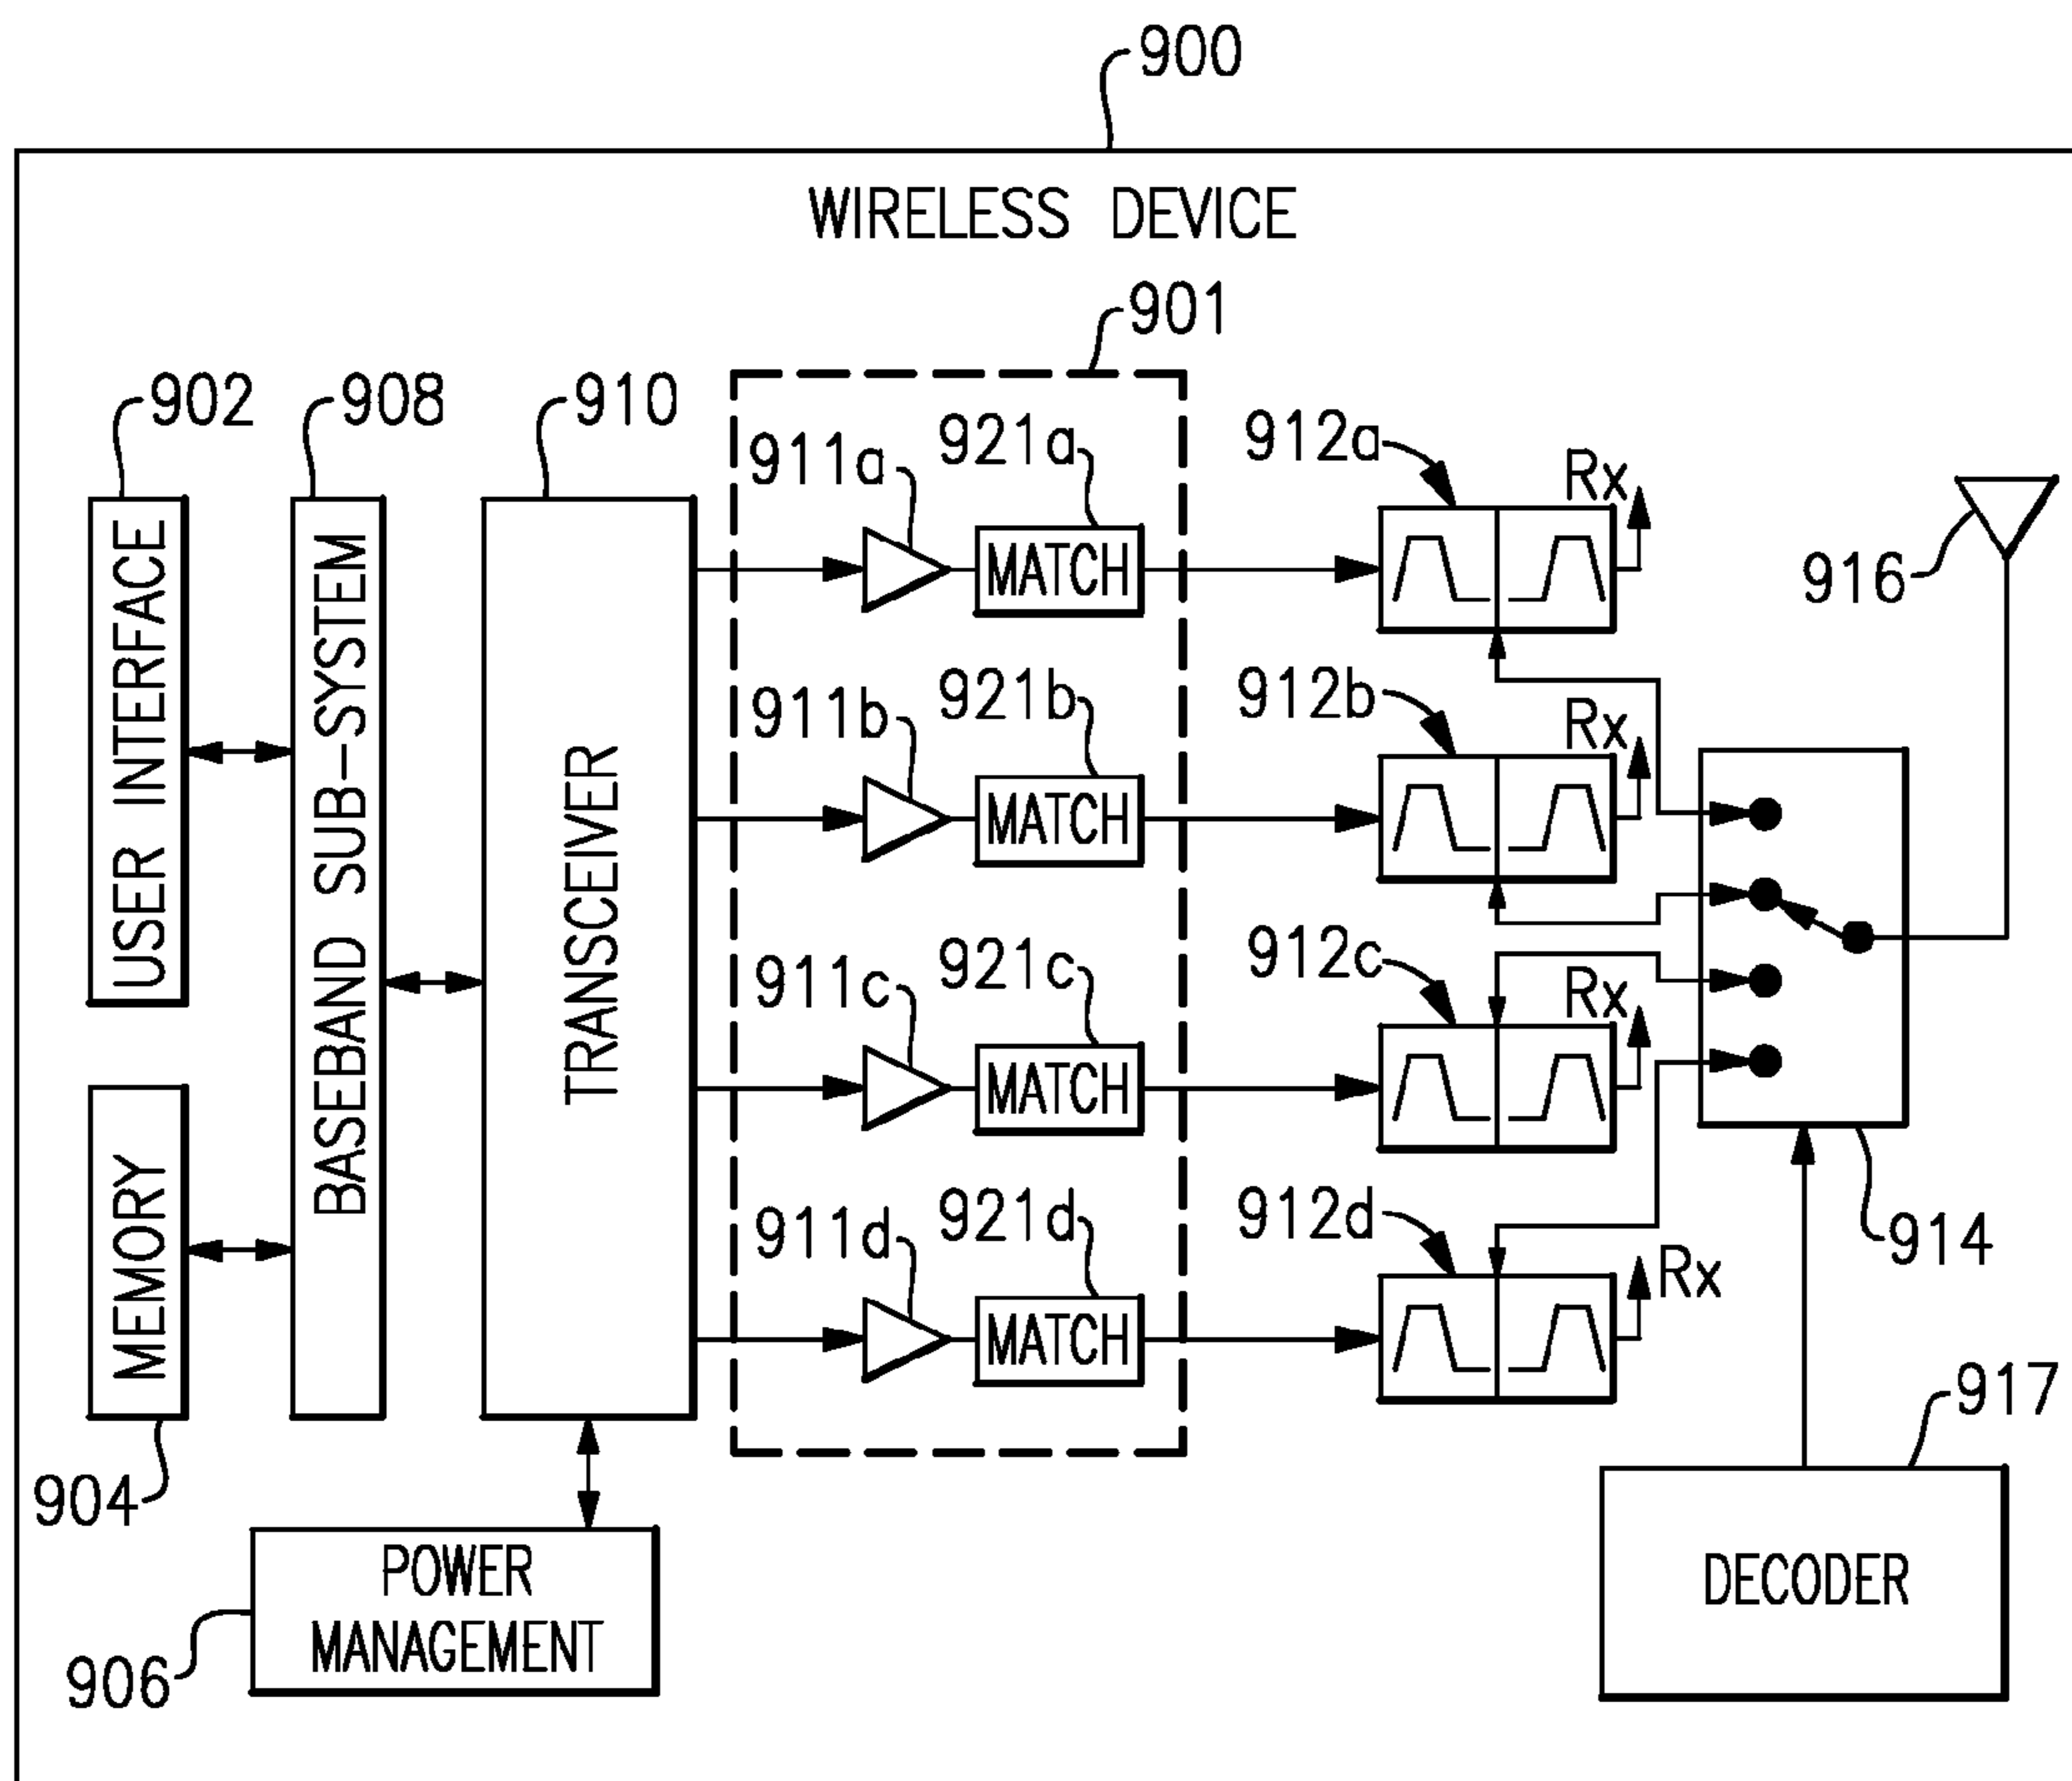 900
WIRELESS DEVICE
901
902
908
910
911a
921a
912a
Rx
916
USER INTERFACE
BASEBAND SUB-SYSTEM
TRANSCEIVER
MATCH
911b
921b
912b
Rx
MATCH
911c
921c
912c
Rx
MATCH
911d
921d
912d
Rx
914
MEMORY
MATCH
917
904
POWER
MANAGEMENT
906
DECODER